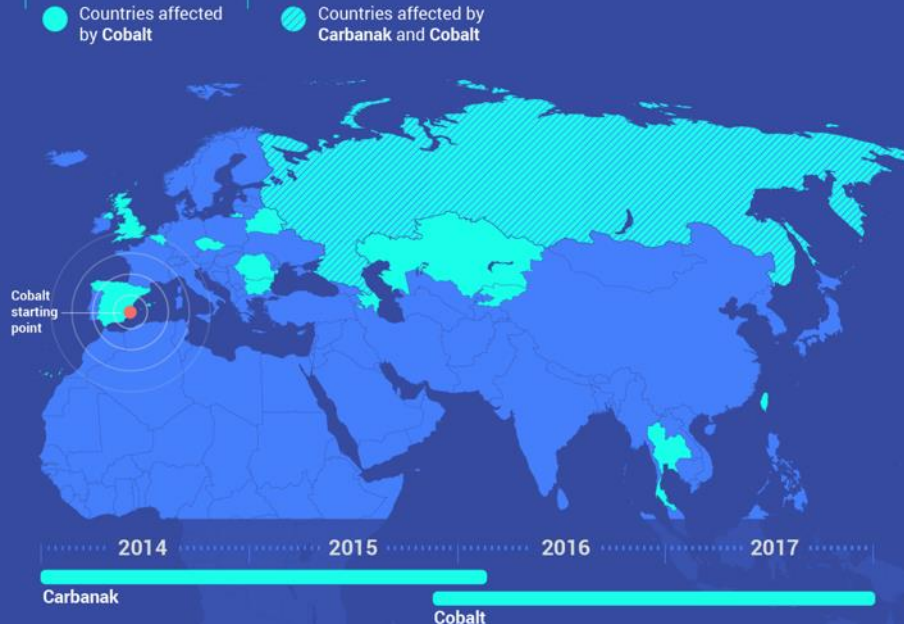 Countries affected
by Cobalt
Countries affected by
Carbanak and Cobalt
Cobalt
starting
point
2014
2015
2016
2017
Carbanak
Cobalt